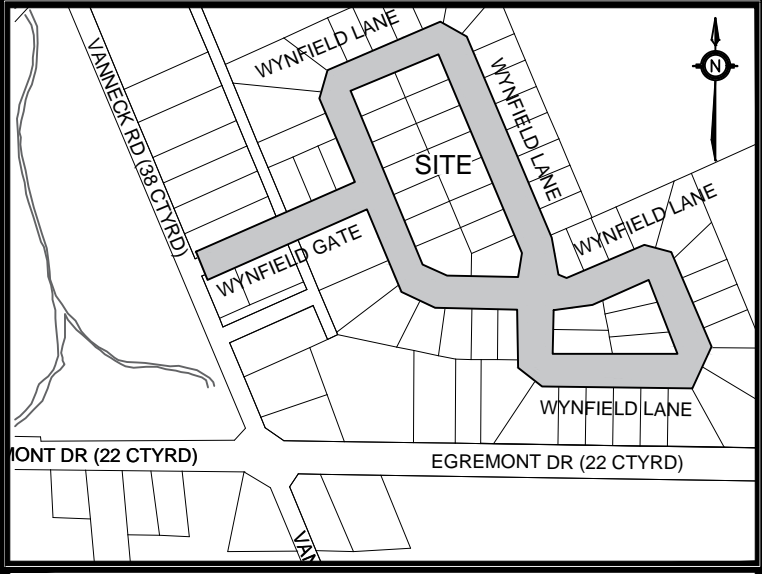 WYNFIELD LANE
N
VANNECK RD (38 CTYRD)
WYNFIELD LANE
SITE
WYNFIELD LANE
WYNFIELD GATE
WYNFIELD LANE
MONT DR (22 CTYRD)
EGREMONT DR (22 CTYRD)
VAN